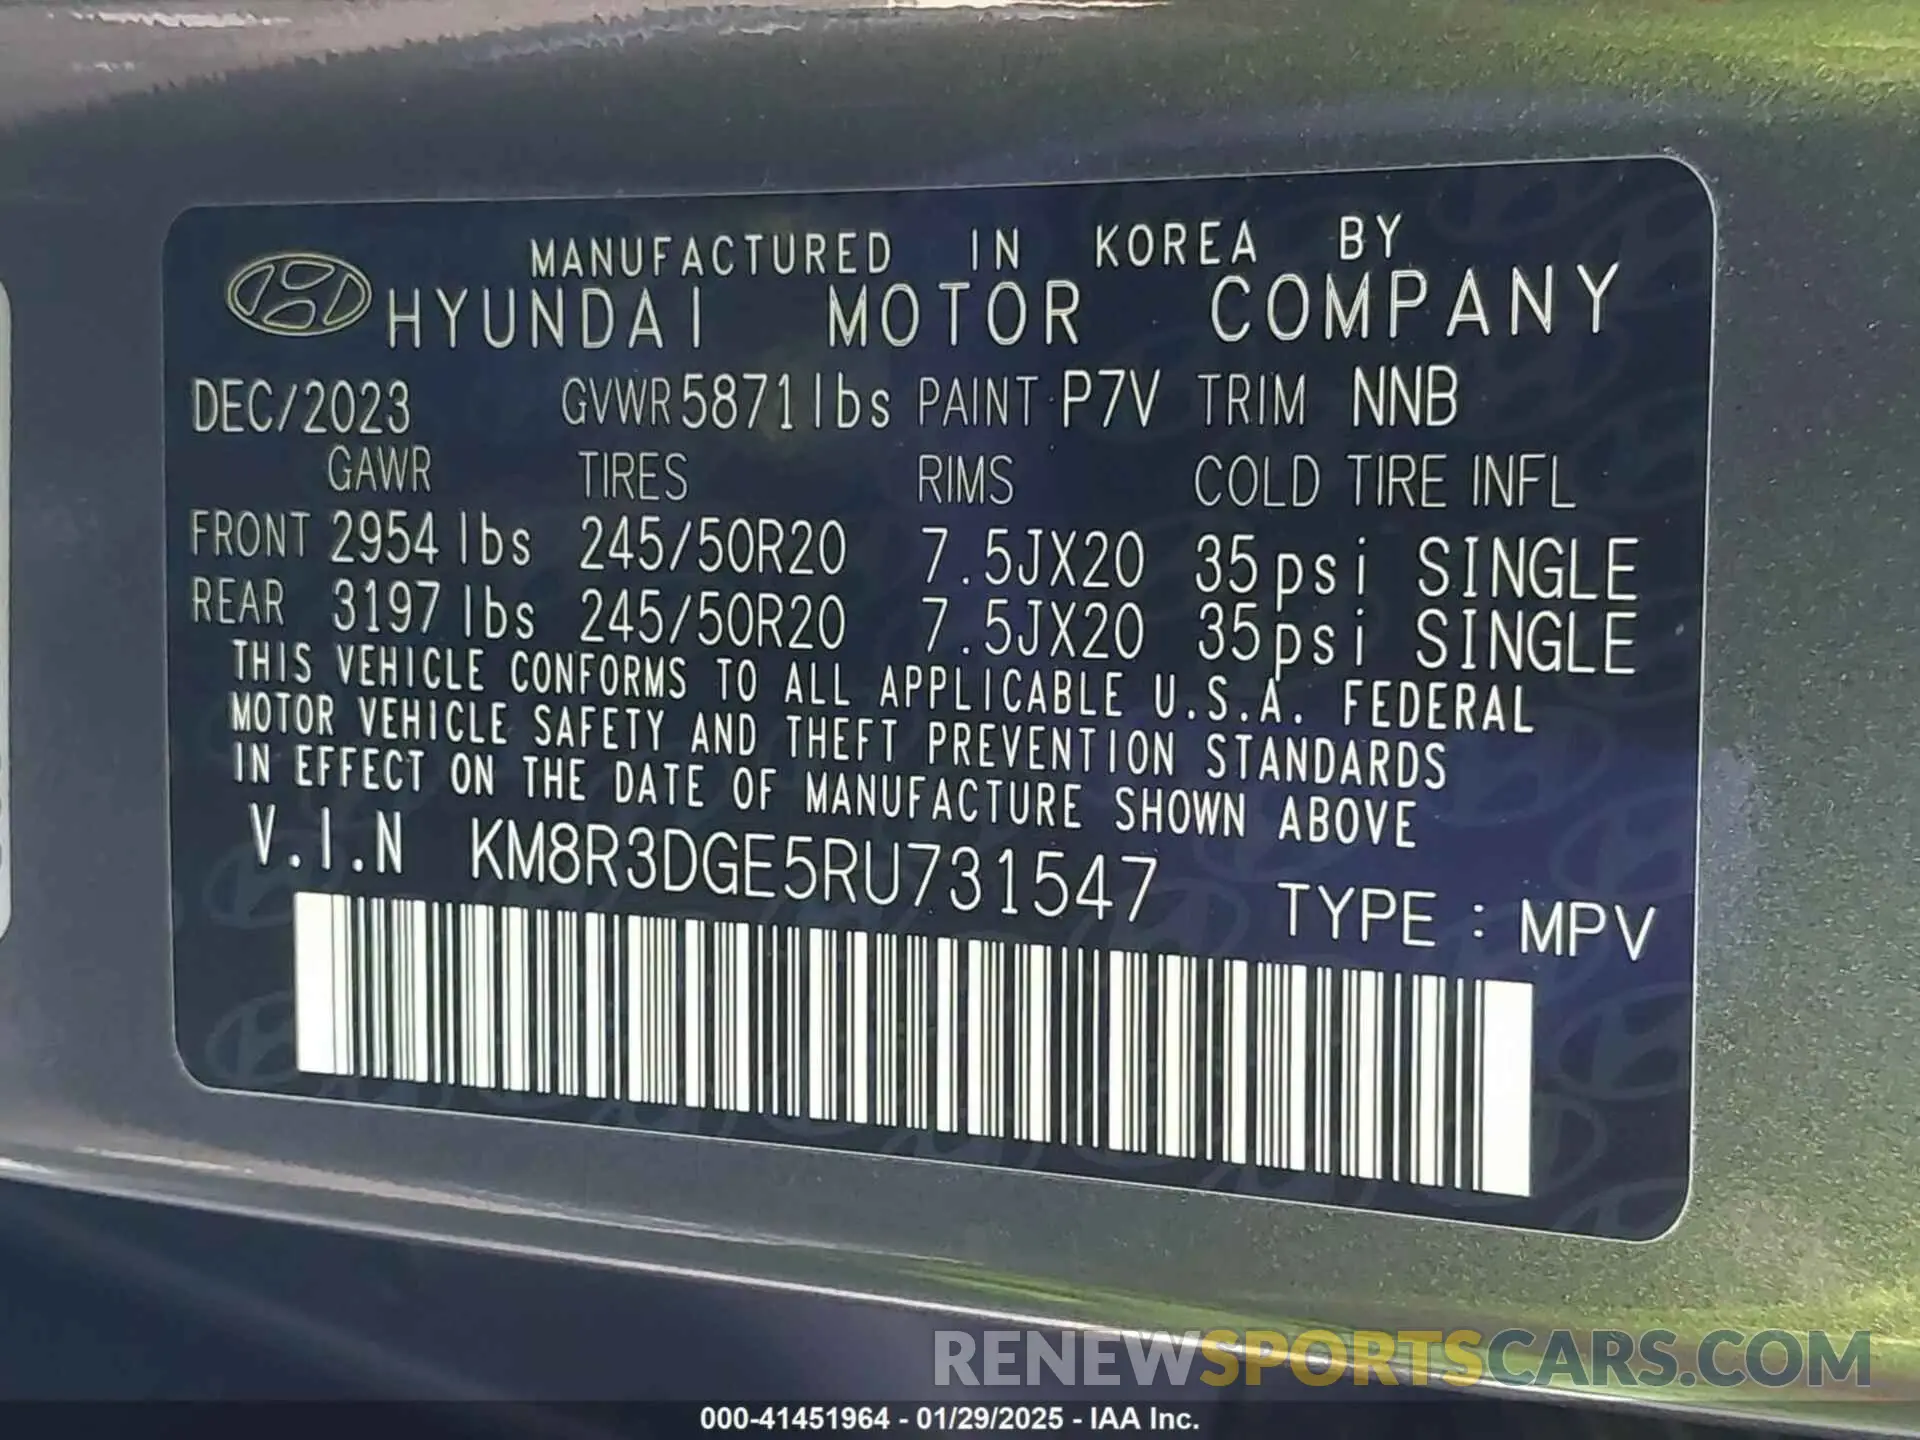 MANUFACTURED IN KOREA BY
HYUNDAI MOTOR COMPANY
DEC/2023 GVWR 5871lbs PAINT P7V TRIM NNB
GAWR TIRES RIMS COLD TIRE INFL
FRONT 2954 lbs 245/50R20 7.5JX20 35psi SINGLE
REAR 3197 lbs 245/50R20 7.5JX20 35psi SINGLE
THIS VEHICLE CONFORMS TO ALL APPLICABLE U.S.A. FEDERAL
MOTOR VEHICLE SAFETY AND THEFT PREVENTION STANDARDS
IN EFFECT ON THE DATE OF MANUFACTURE SHOWN ABOVE
V.I.N KM8R3DGE5RU731547 TYPE : MPV
RENEWSPORTSCARS.COM
000-41451964 - 01/29/2025 - IAA Inc.